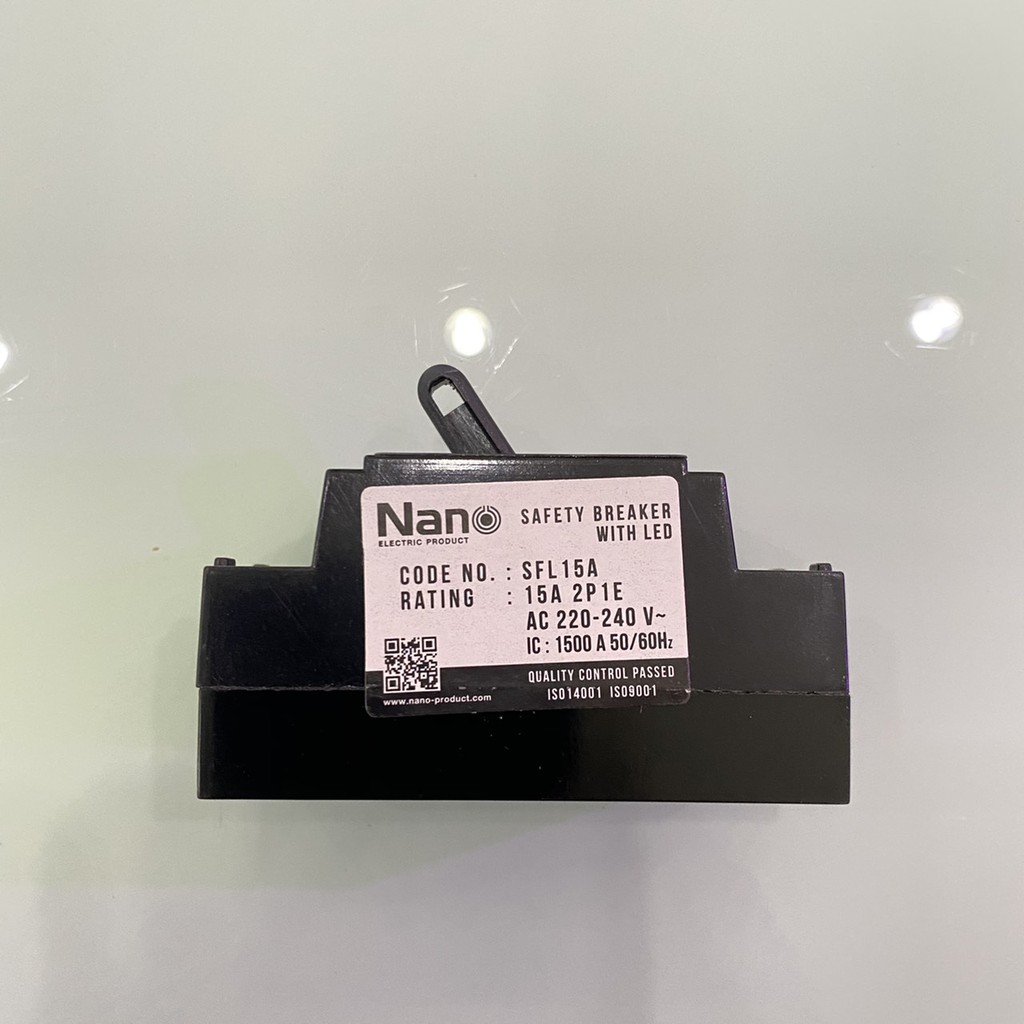 Nano
ELECTRIC PRODUCT
SAFETY BREAKER
WITH LED
CODE NO. : SFL15A
RATING : 15A 2P1E
AC 220-240 V~
IC : 1500 A 50/60Hz
QUALITY CONTROL PASSED
ISO14001 ISO9001
www.nano-product.com